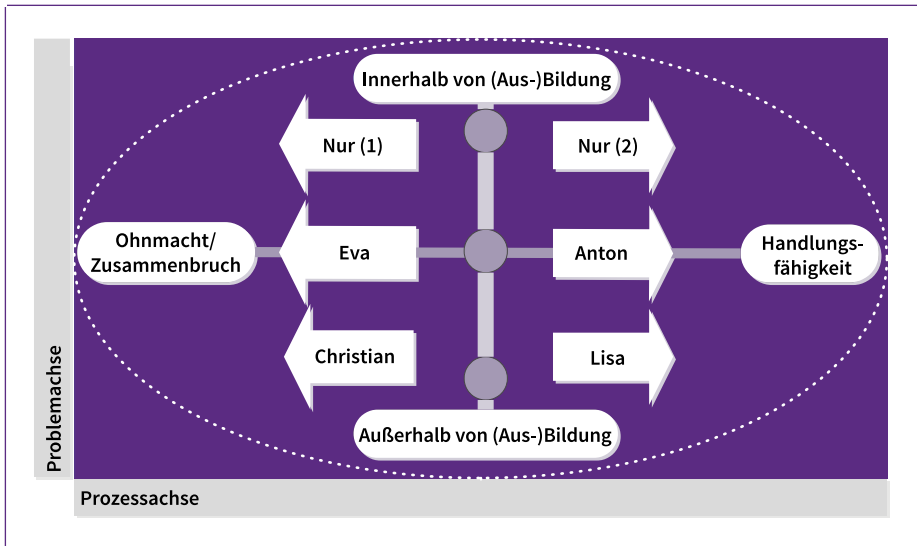 Innerhalb von (Aus-)Bildung
Nur (1)
Nur (2)
Ohnmacht/
Zusammenbruch
Eva
Anton
Handlungs-
fähigkeit
Christian
Lisa
Außerhalb von (Aus-)Bildung
Problemachse
Prozessachse